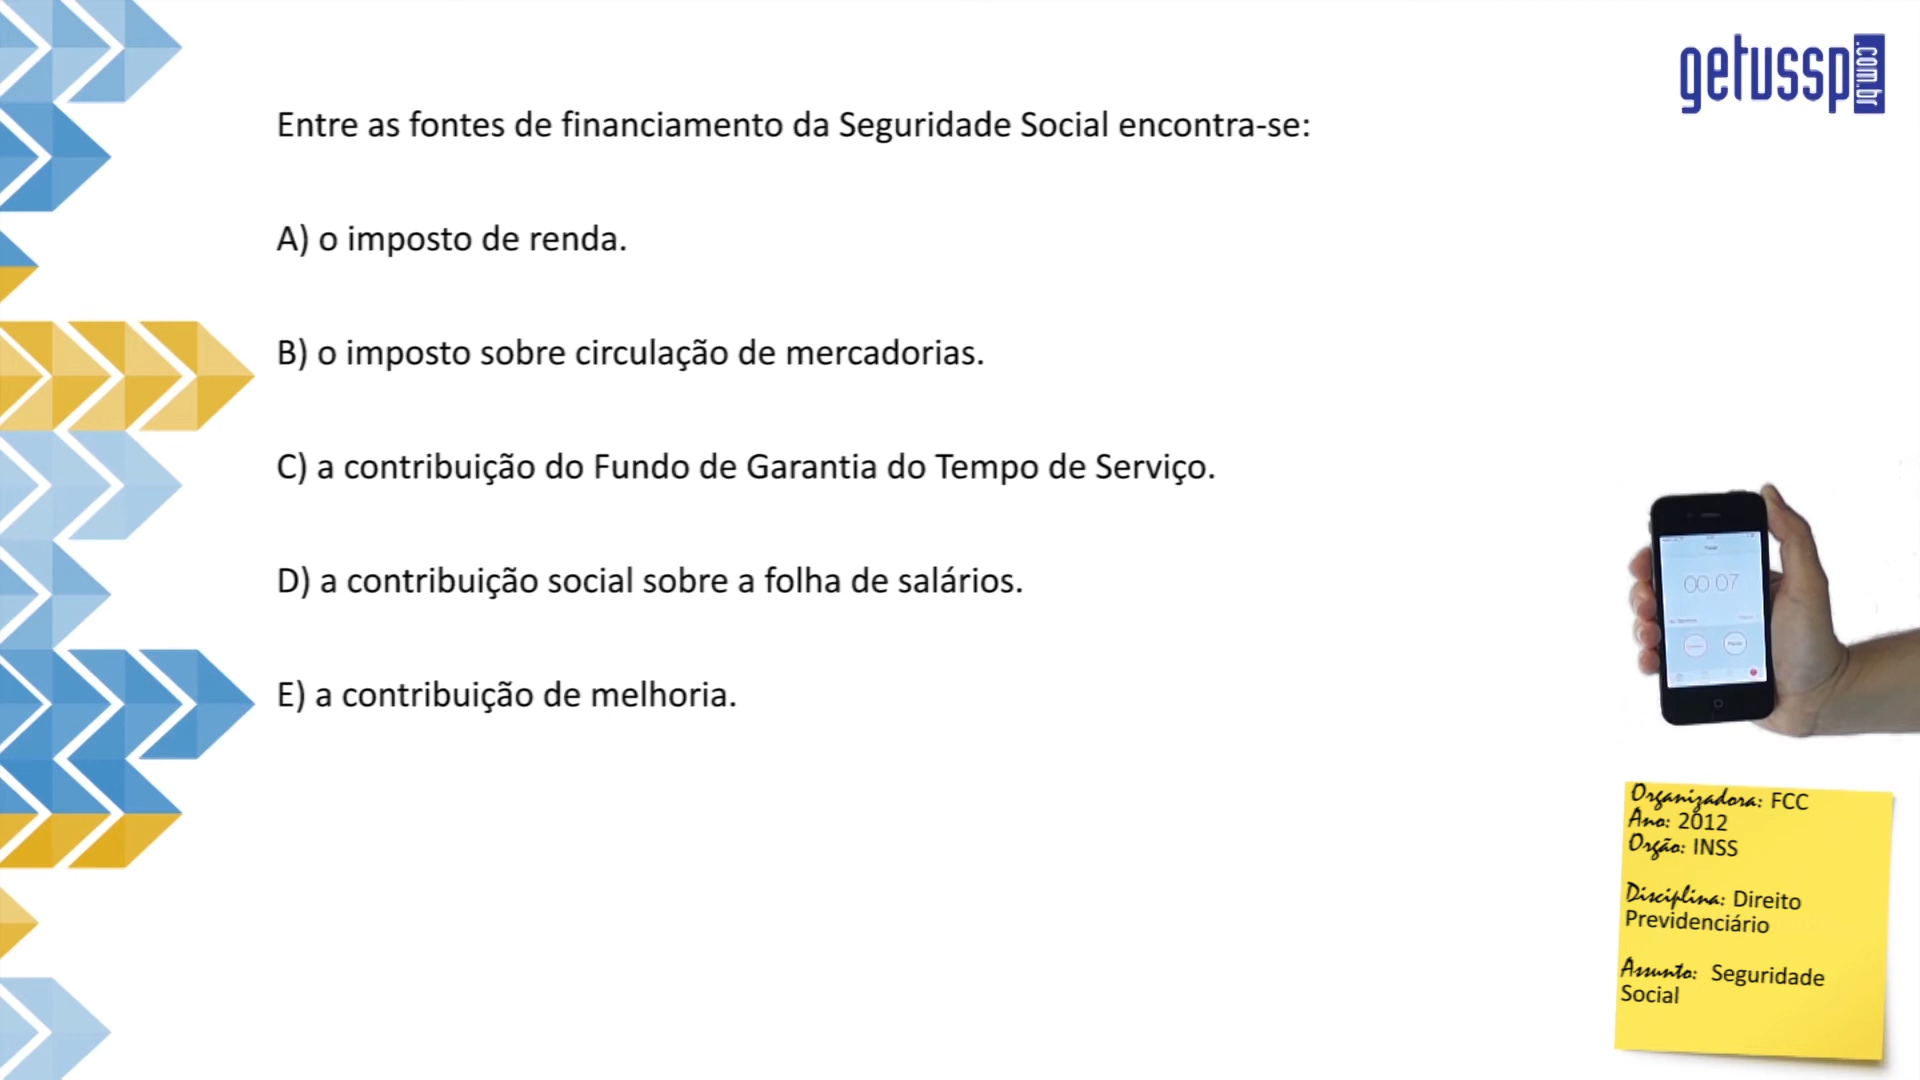 getussp.com.br
Entre as fontes de financiamento da Seguridade Social encontra-se:
A) o imposto de renda.
B) o imposto sobre circulação de mercadorias.
C) a contribuição do Fundo de Garantia do Tempo de Serviço.
D) a contribuição social sobre a folha de salários.
E) a contribuição de melhoria.
00 07
Organizadora: FCC
Ano: 2012
Orgão: INSS
Disciplina: Direito
Previdenciário
Assunto: Seguridade
Social